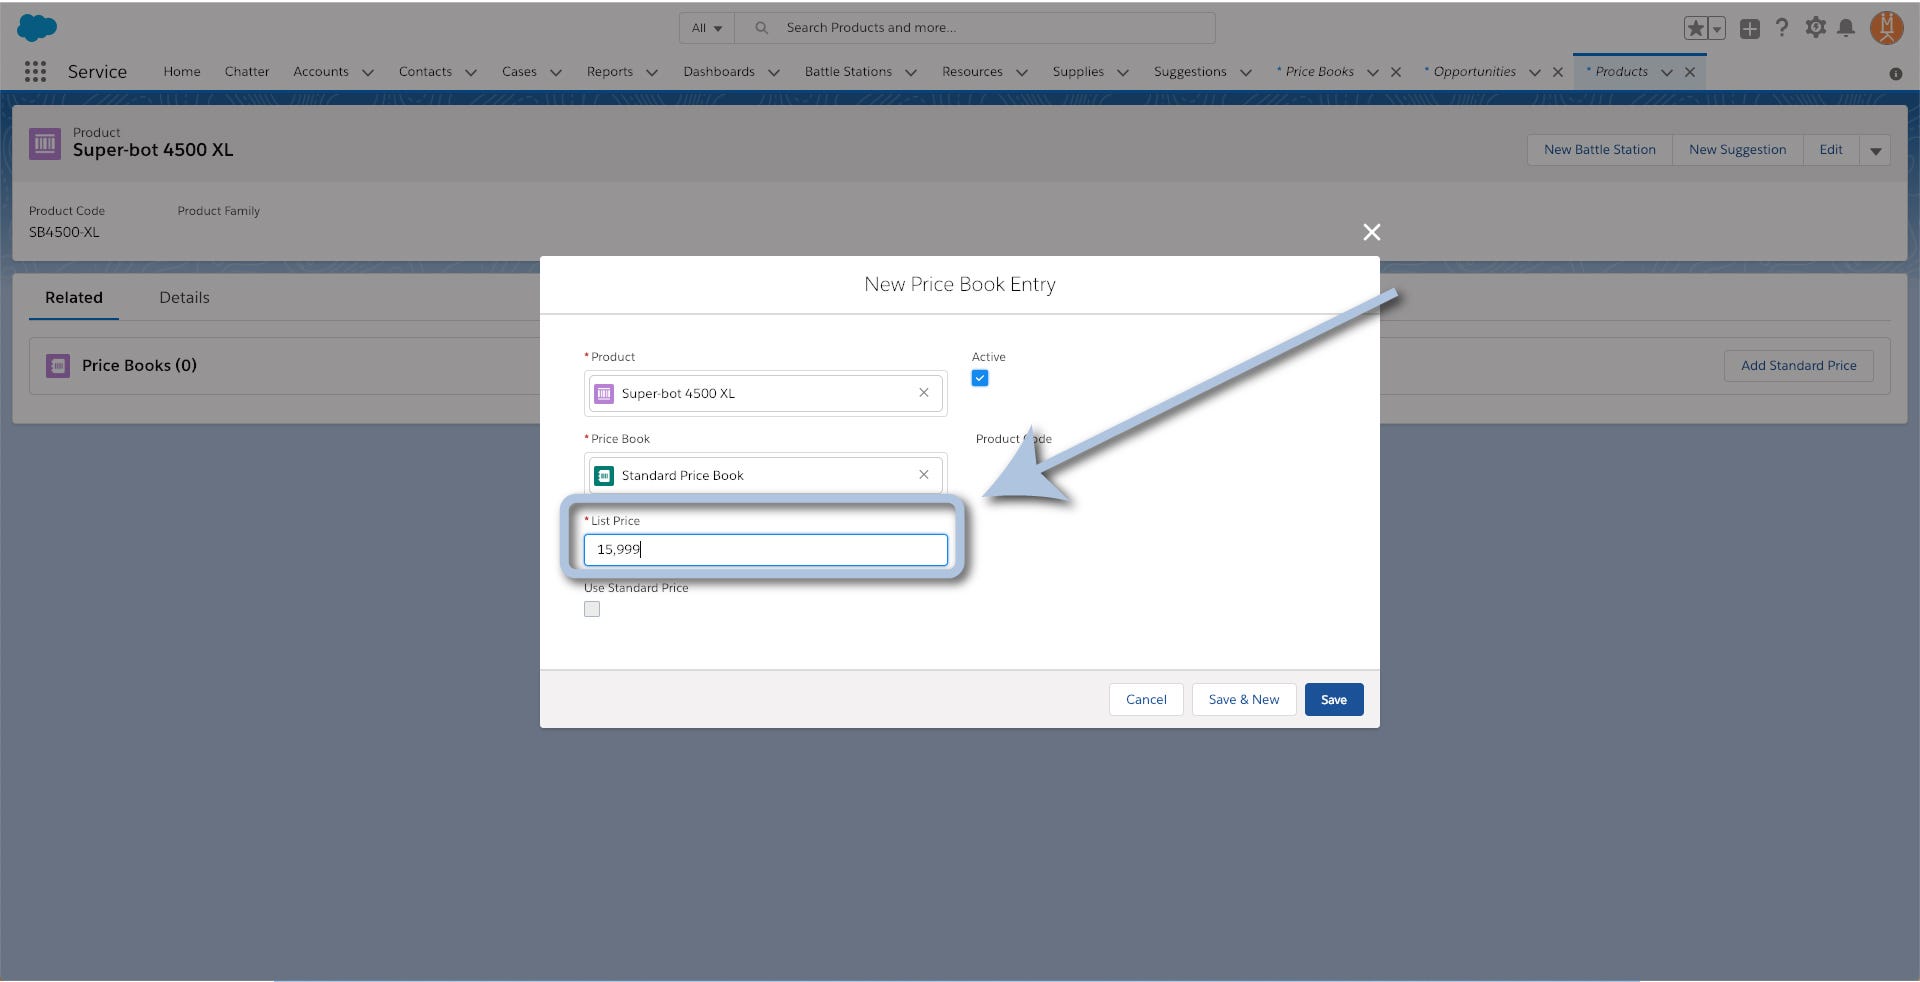 All
Search Products and more...
Service
Home
Chatter
Accounts
Contacts
Cases
Reports
Dashboards
Battle Stations
Resources
Supplies
Suggestions
* Price Books
* Opportunities
* Products
Product
Super-bot 4500 XL
New Battle Station
New Suggestion
Edit
Product Code
Product Family
SB4500-XL
Related
Details
Price Books (0)
Add Standard Price
New Price Book Entry
* Product
Super-bot 4500 XL
Active
* Price Book
Standard Price Book
Product
* List Price
15,999
Use Standard Price
Cancel
Save & New
Save